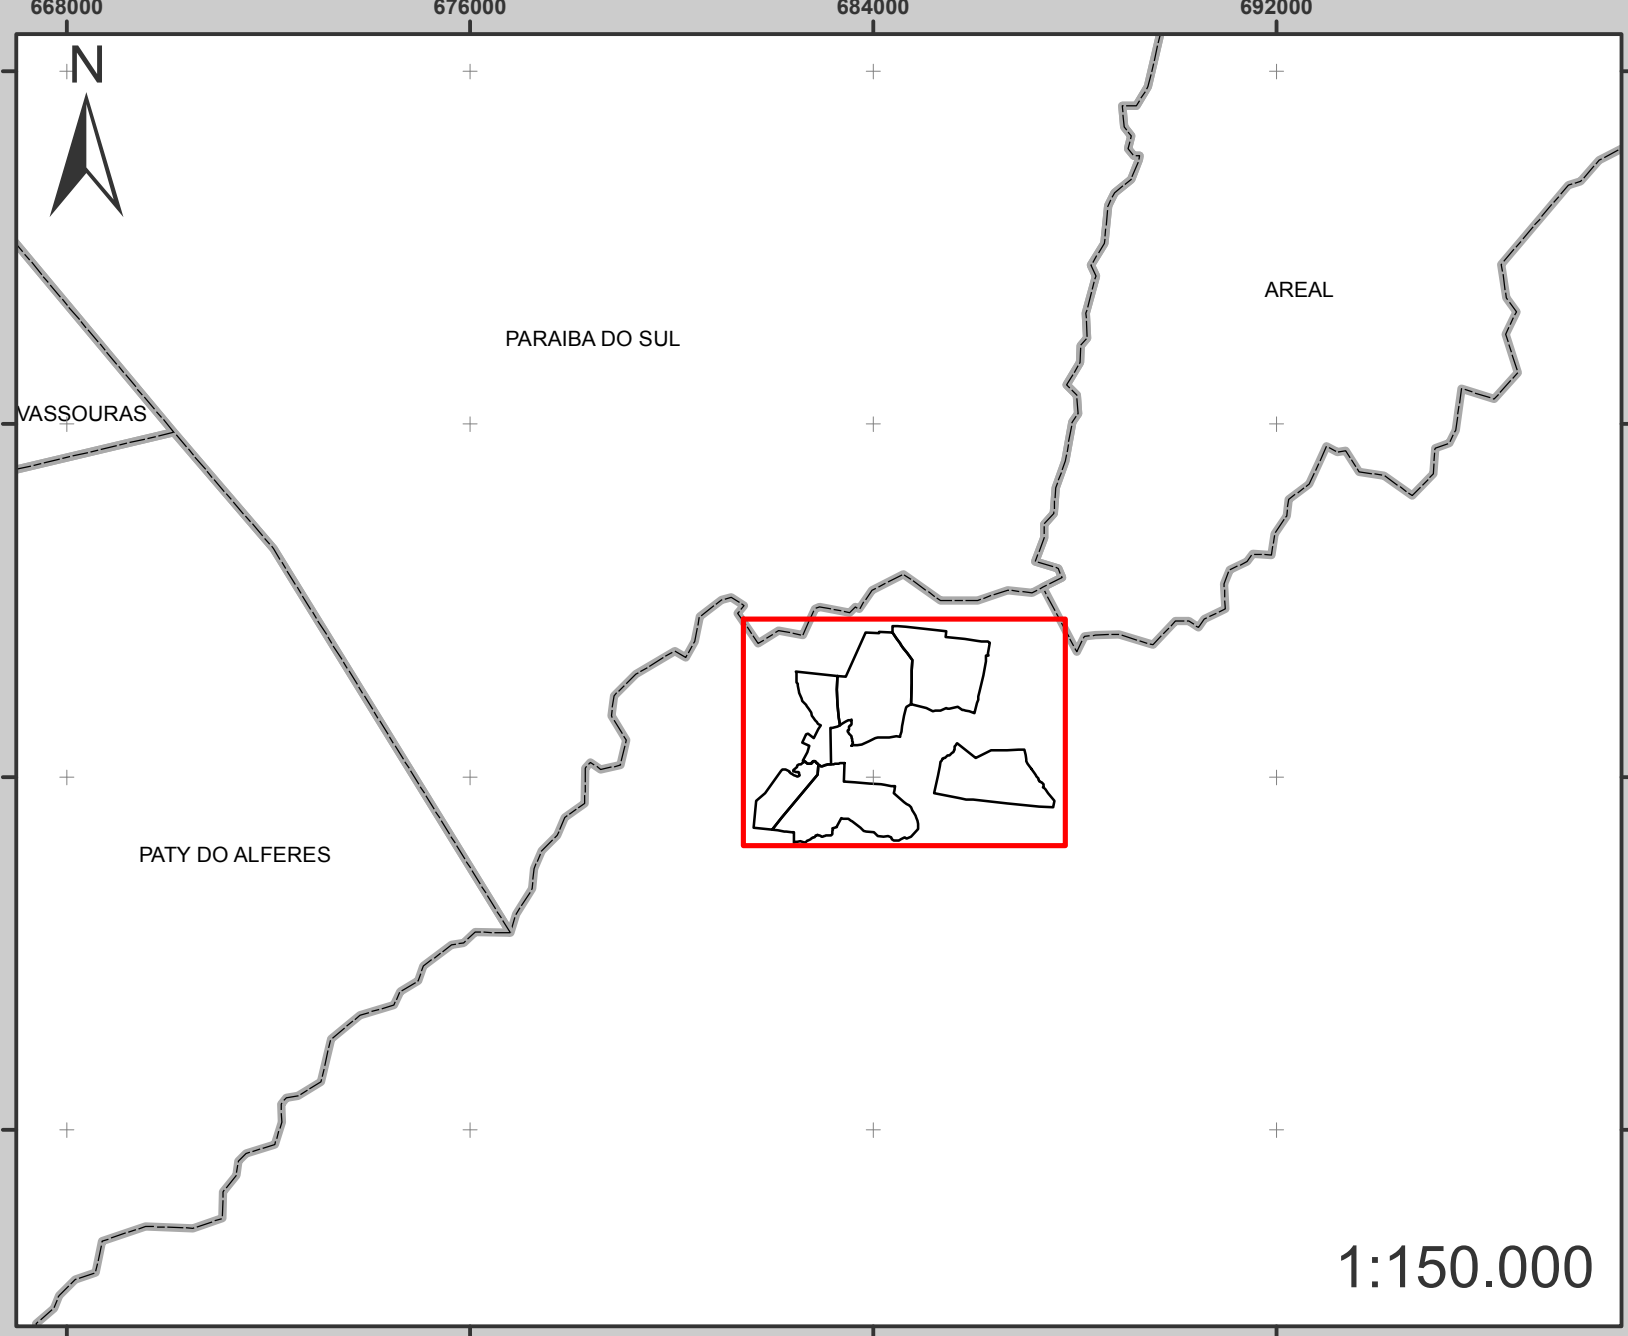 668000 676000 684000 692000
N
AREAL
PARAIBA DO SUL
VASSOURAS
PATY DO ALFERES
1:150.000